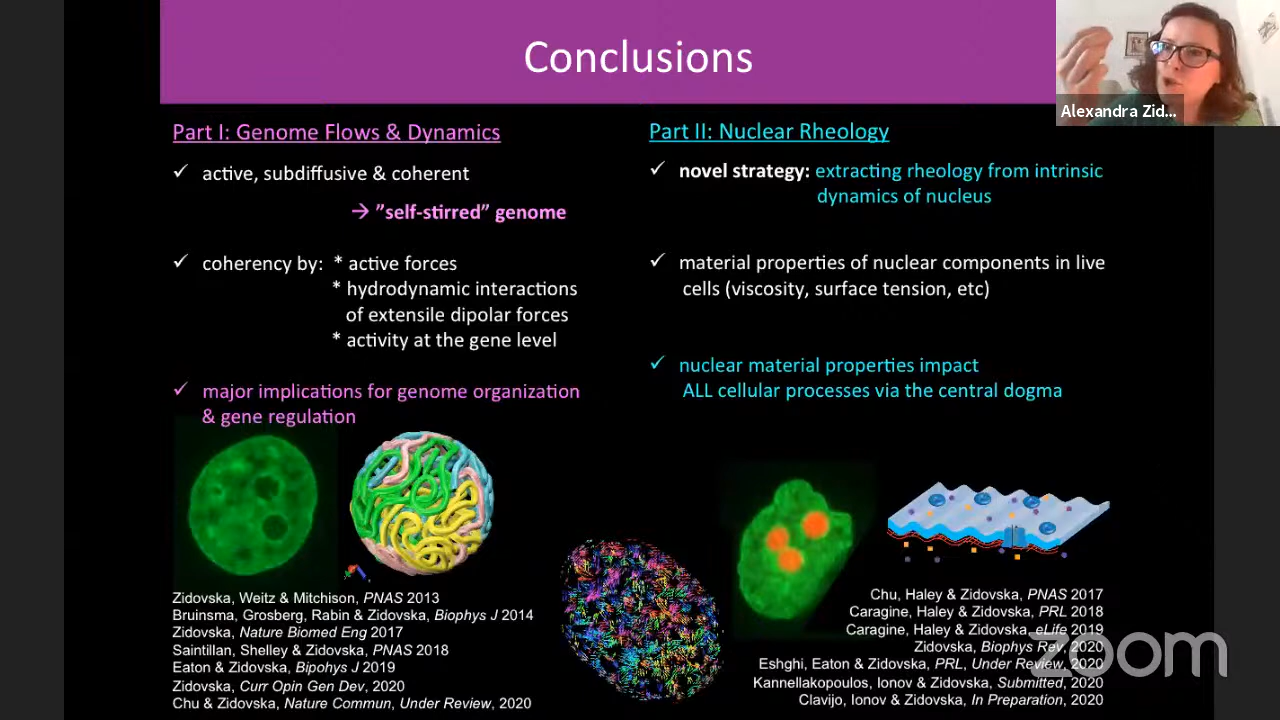 Conclusions
Alexandra Zid...
Part I: Genome Flows & Dynamics
✓ active, subdiffusive & coherent
→ ”self-stirred” genome
✓ coherency by: * active forces
* hydrodynamic interactions
of extensile dipolar forces
* activity at the gene level
✓ major implications for genome organization
& gene regulation
Zidovska, Weitz & Mitchison, PNAS 2013
Bruinsma, Grosberg, Rabin & Zidovska, Biophys J 2014
Zidovska, Nature Biomed Eng 2017
Saintillan, Shelley & Zidovska, PNAS 2018
Eaton & Zidovska, Bipohys J 2019
Zidovska, Curr Opin Gen Dev, 2020
Chu & Zidovska, Nature Commun, Under Review, 2020
Part II: Nuclear Rheology
✓ novel strategy: extracting rheology from intrinsic
dynamics of nucleus
✓ material properties of nuclear components in live
cells (viscosity, surface tension, etc)
✓ nuclear material properties impact
ALL cellular processes via the central dogma
Chu, Haley & Zidovska, PNAS 2017
Caragine, Haley & Zidovska, PRL 2018
Caragine, Haley & Zidovska, eLife 2019
Zidovska, Biophys Rev, 2020
Eshghi, Eaton & Zidovska, PRL, Under Review, 2020
Kannellakopoulos, Ionov & Zidovska, Submitted, 2020
Clavijo, Ionov & Zidovska, In Preparation, 2020
zoom